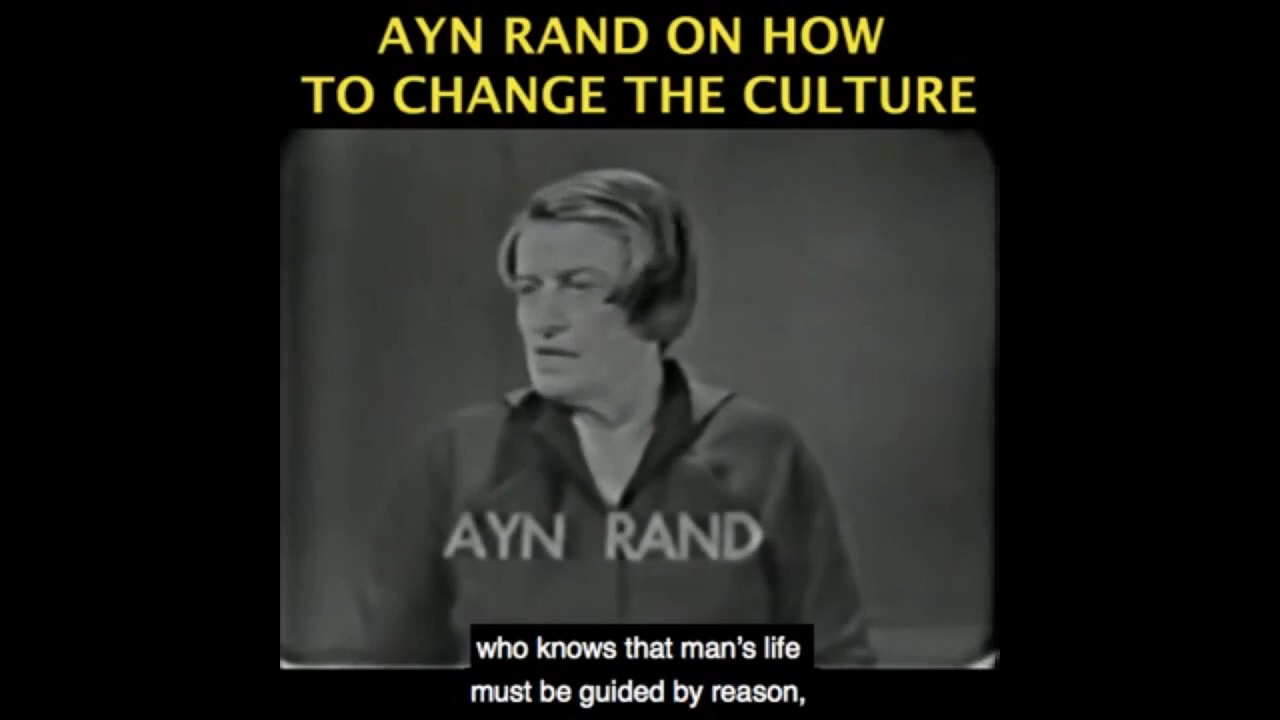 AYN RAND ON HOW
TO CHANGE THE CULTURE
AYN RAND
who knows that man's life
must be guided by reason,